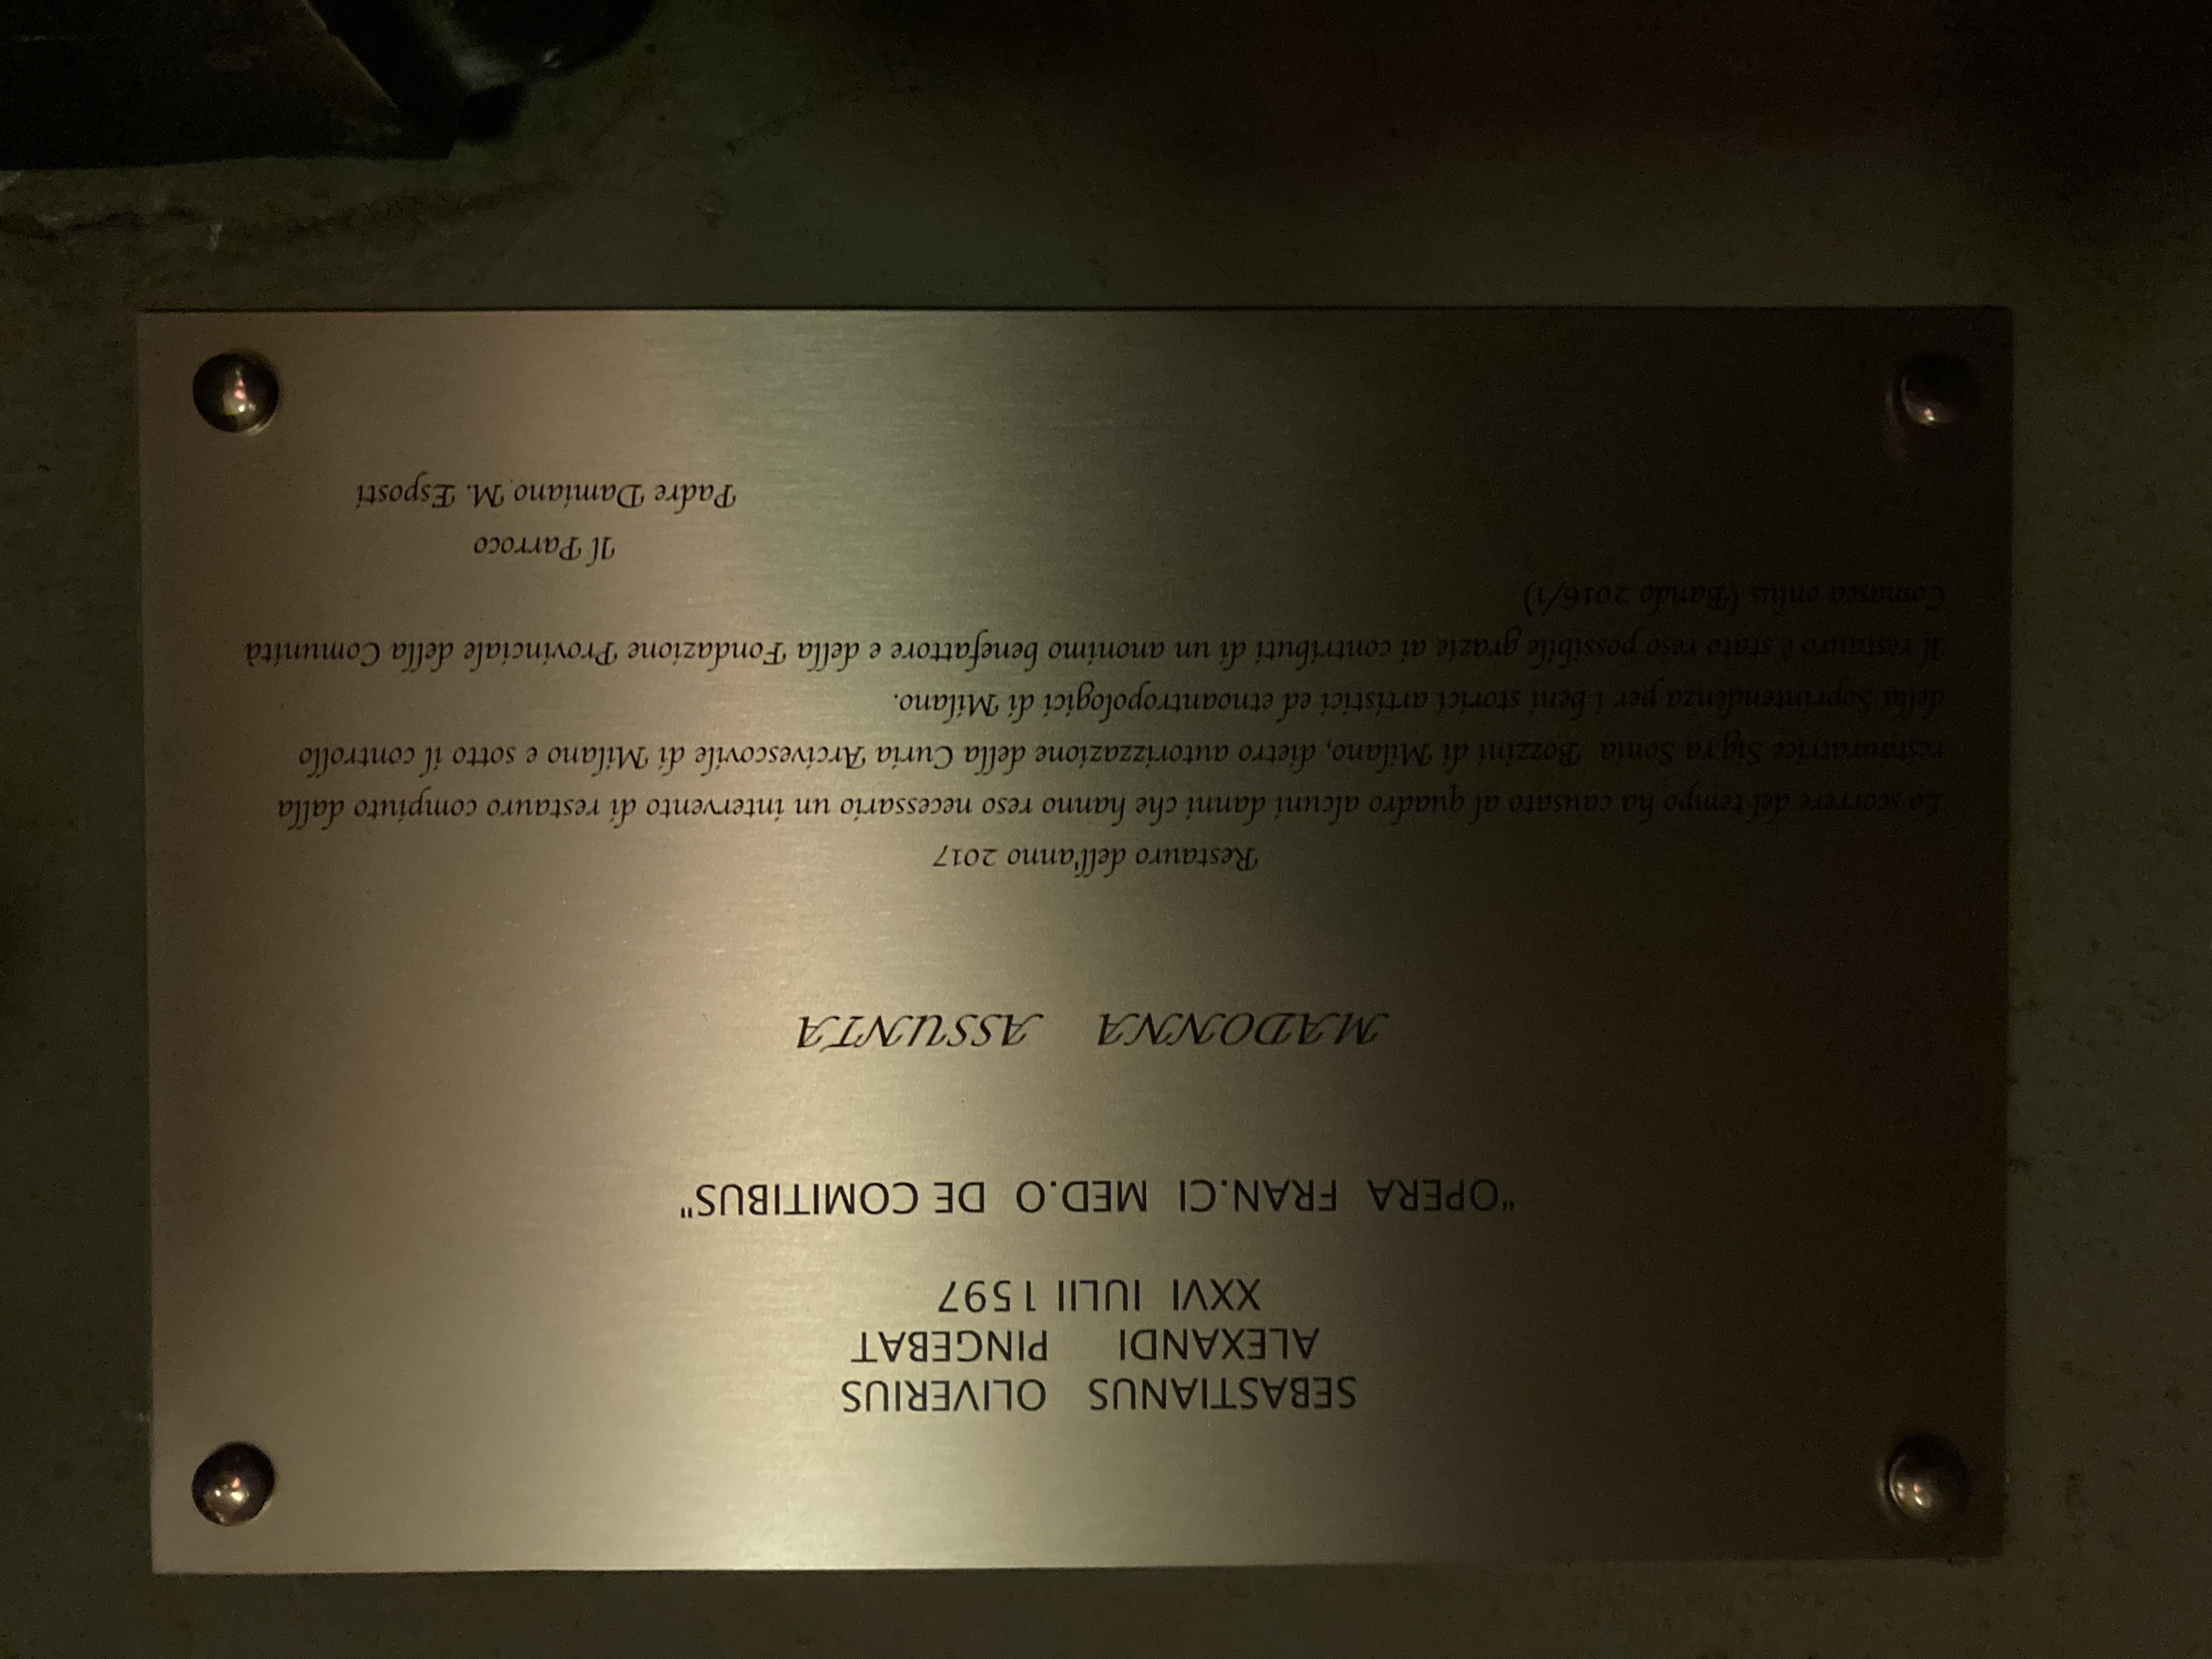 SEBASTIANUS OLIVERIUS
ALEXANDI PINGEBAT
XXVI IULII 1597
"OPERA FRAN.CI MED.O DE COMITIBUS"
MADONNA ASSUNTA
Restauro dell'anno 2017
Lo scorrere del tempo ha causato al quadro alcuni danni che hanno reso necessario un intervento di restauro compiuto dalla
restauratrice Sig.ra Sonia Bozzini di Milano, dietro autorizzazione della Curia Arcivescovile di Milano e sotto il controllo
della Soprintendenza per i beni storici artistici ed etnoantropologici di Milano.
Il restauro è stato reso possibile grazie ai contributi di un anonimo benefattore e della Fondazione Provinciale della Comunità
Comasca onlus (Bando 2016/1)
Il Parroco
Padre Damiano M. Esposti